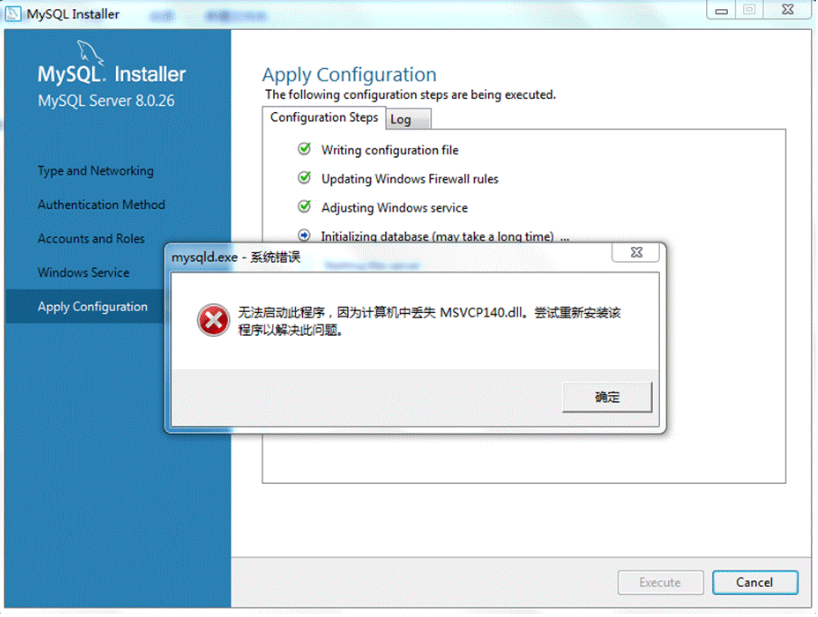 MySQL Installer
MySQL. Installer
MySQL Server 8.0.26
Type and Networking
Authentication Method
Accounts and Roles
Windows Service
Apply Configuration
Apply Configuration
The following configuration steps are being executed.
Configuration Steps
Log
Writing configuration file
Updating Windows Firewall rules
Adjusting Windows service
Initializing database (may take a long time) ...
mysqld.exe - 系统错误
无法启动此程序，因为计算机中丢失 MSVCP140.dll。尝试重新安装该
程序以解决此问题。
确定
Execute
Cancel